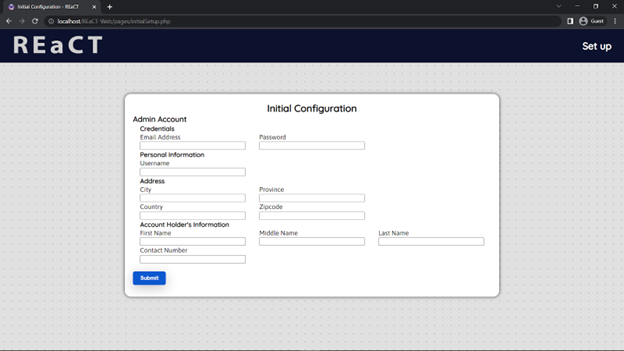 Initial Configuration - REaCT
localhost/REaCT-Web/pages/initialSetup.php
Guest
REaCT
Set up
Initial Configuration
Admin Account
Credentials
Email Address Password
Personal Information
Username
Address
City Province
Country Zipcode
Account Holder's Information
First Name Middle Name Last Name
Contact Number
Submit